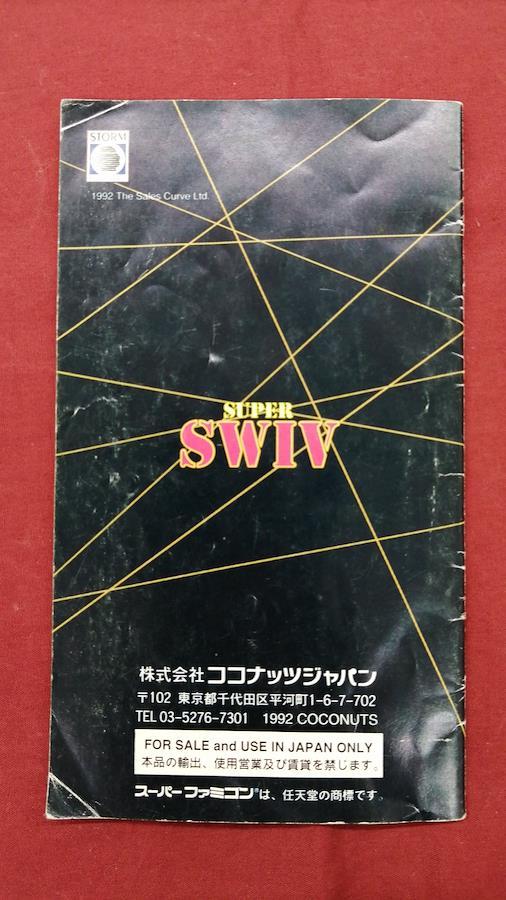 STORM
1992 The Sales Curve Ltd.
SUPER
SWIV
株式会社 ココナッツジャパン
〒102 東京都千代田区平河町1-6-7-702
TEL 03-5276-7301 1992 COCONUTS
FOR SALE and USE IN JAPAN ONLY
本品の輸出、使用営業及び賃貸を禁じます。
スーパーファミコン®は、任天堂の商標です。